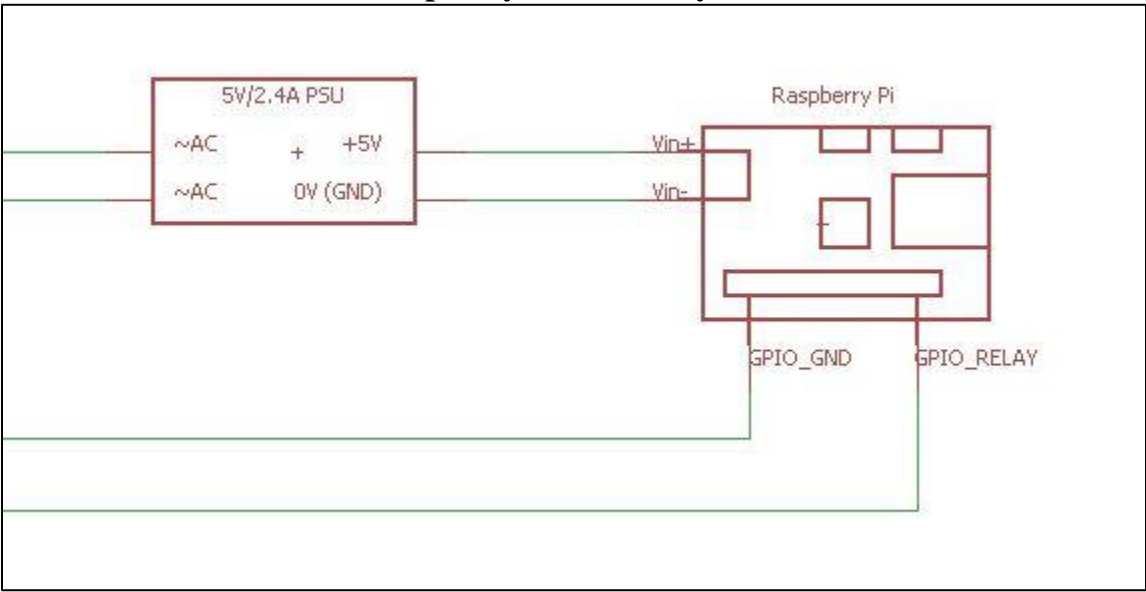 5V/2.4A PSU
~AC + +5V
~AC 0V (GND)
Raspberry Pi
Vin+
Vin-
GPIO_GND
GPIO_RELAY